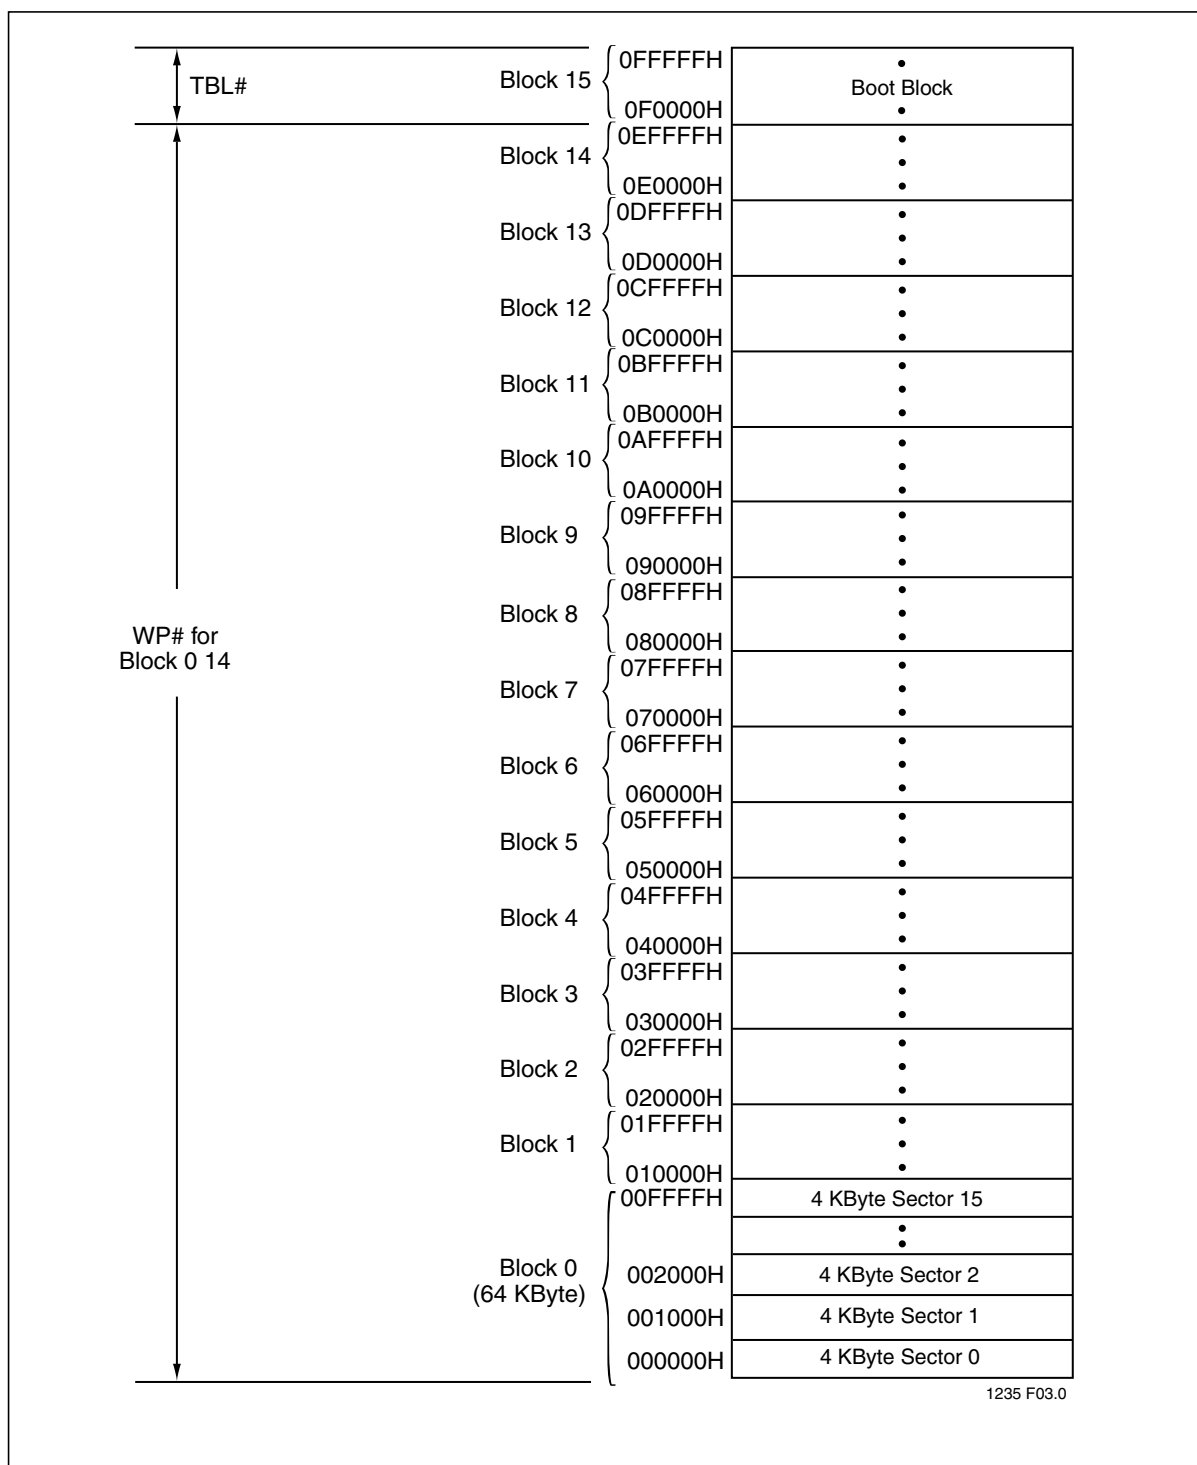 0FFFFFH
TBL#
Block 15
Boot Block
0F0000H
0EFFFFH
Block 14
0E0000H
0DFFFFH
Block 13
0D0000H
0CFFFFH
Block 12
0C0000H
0BFFFFH
Block 11
0B0000H
0AFFFFH
Block 10
0A0000H
09FFFFH
Block 9
090000H
08FFFFH
Block 8
080000H
WP# for
Block 0 14
07FFFFH
Block 7
070000H
06FFFFH
Block 6
060000H
05FFFFH
Block 5
050000H
04FFFFH
Block 4
040000H
03FFFFH
Block 3
030000H
02FFFFH
Block 2
020000H
01FFFFH
Block 1
010000H
00FFFFH
4 KByte Sector 15
Block 0
(64 KByte)
002000H
4 KByte Sector 2
001000H
4 KByte Sector 1
000000H
4 KByte Sector 0
1235 F03.0